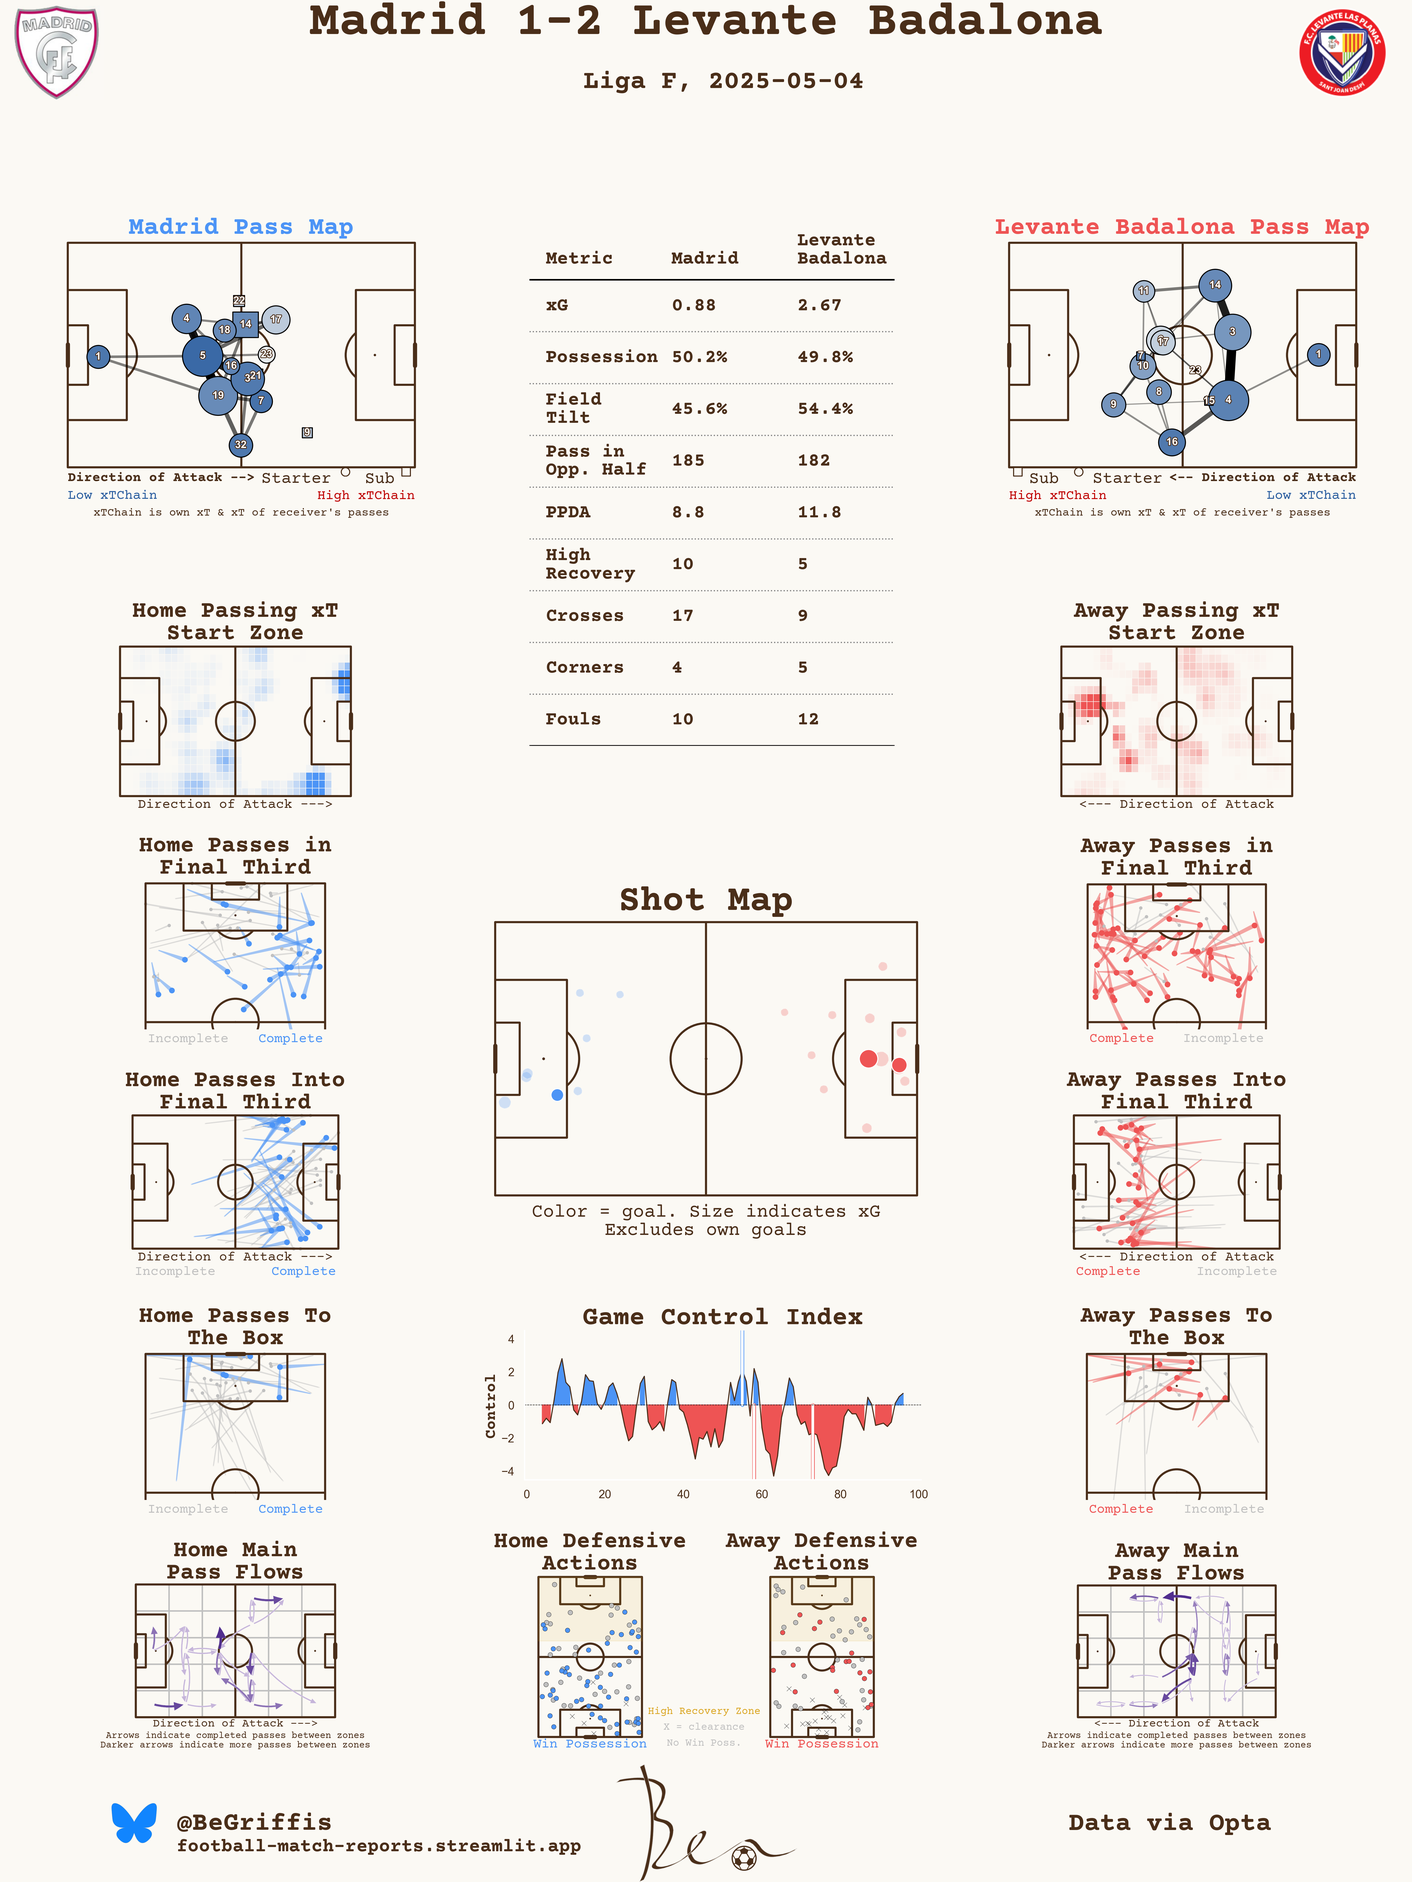 Madrid 1-2 Levante Badalona
Liga F, 2025-05-04
MADRID
CFF
F.C. LEVANTE LAS PLANAS
SANT JOAN DESPI
Madrid Pass Map
22
4
18
14
17
5
23
1
16
3
21
19
7
9
32
Direction of Attack --> Starter Sub
Low xTChain High xTChain
xTChain is own xT & xT of receiver's passes
Metric Madrid Levante Badalona
xG 0.88 2.67
Possession 50.2% 49.8%
Field Tilt 45.6% 54.4%
Pass in Opp. Half 185 182
PPDA 8.8 11.8
High Recovery 10 5
Crosses 17 9
Corners 4 5
Fouls 10 12
Levante Badalona Pass Map
11
14
3
17
7
10
23
1
8
9
15
4
16
Sub Starter <-- Direction of Attack
High xTChain Low xTChain
xTChain is own xT & xT of receiver's passes
Home Passing xT
Start Zone
Direction of Attack --->
Away Passing xT
Start Zone
<--- Direction of Attack
Home Passes in
Final Third
Incomplete Complete
Away Passes in
Final Third
Complete Incomplete
Shot Map
Color = goal. Size indicates xG
Excludes own goals
Home Passes Into
Final Third
Direction of Attack --->
Incomplete Complete
Away Passes Into
Final Third
<--- Direction of Attack
Complete Incomplete
Home Passes To
The Box
Incomplete Complete
Game Control Index
Control
4
2
0
−2
−4
0 20 40 60 80 100
Away Passes To
The Box
Complete Incomplete
Home Main
Pass Flows
Direction of Attack --->
Arrows indicate completed passes between zones
Darker arrows indicate more passes between zones
Home Defensive
Actions
Win Possession
Away Defensive
Actions
Win Possession
High Recovery Zone
X = clearance
No Win Poss.
Away Main
Pass Flows
<--- Direction of Attack
Arrows indicate completed passes between zones
Darker arrows indicate more passes between zones
@BeGriffis
football-match-reports.streamlit.app
Ben
Data via Opta